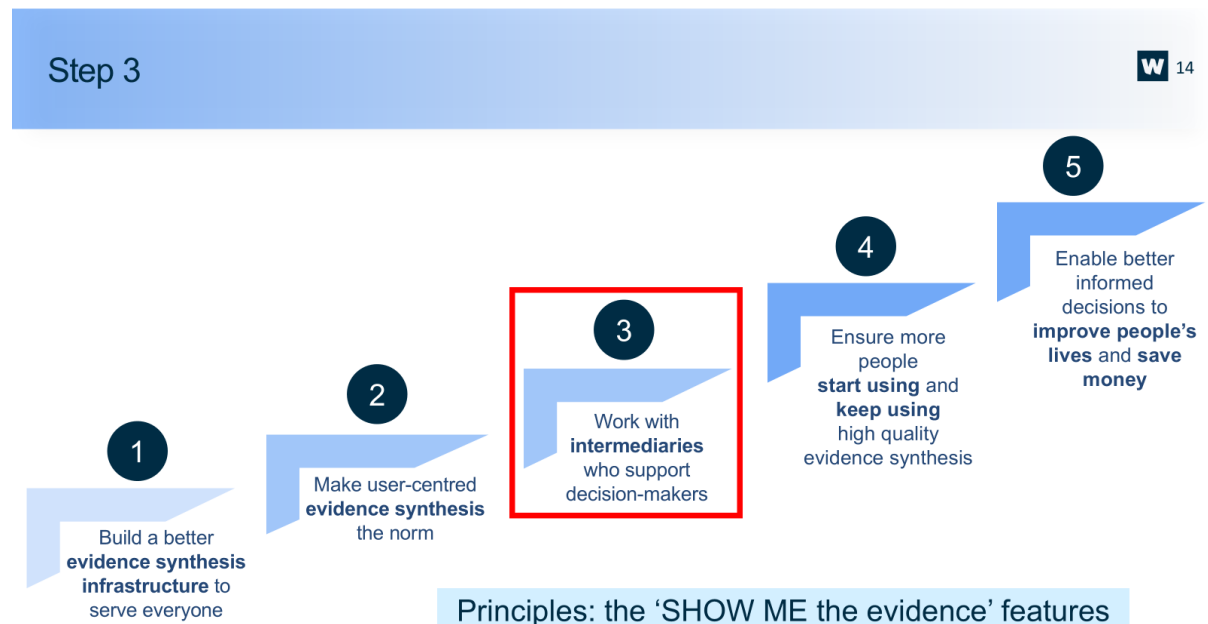 Step 3
W 14
1
Build a better
evidence synthesis
infrastructure to
serve everyone
2
Make user-centred
evidence synthesis
the norm
3
Work with
intermediaries
who support
decision-makers
4
Ensure more
people
start using and
keep using
high quality
evidence synthesis
5
Enable better
informed
decisions to
improve people’s
lives and save
money
Principles: the ‘SHOW ME the evidence’ features